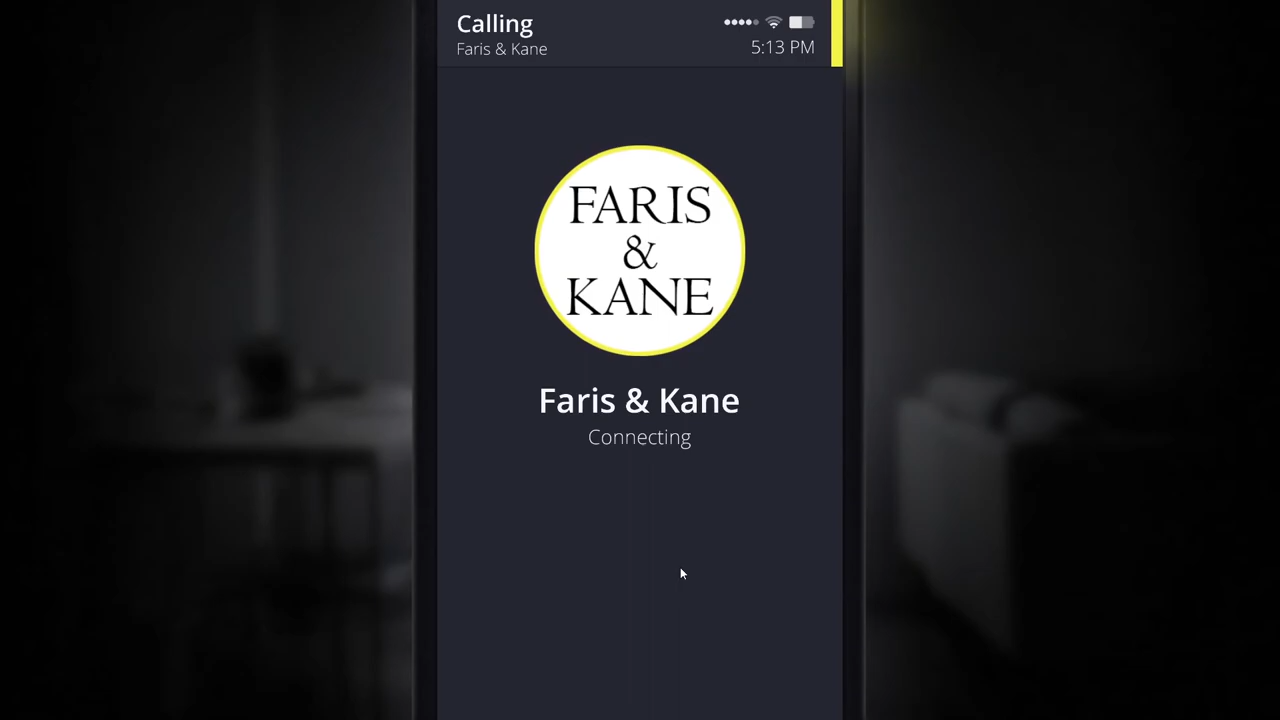 Calling
Faris & Kane
5:13 PM
FARIS
&
KANE
Faris & Kane
Connecting